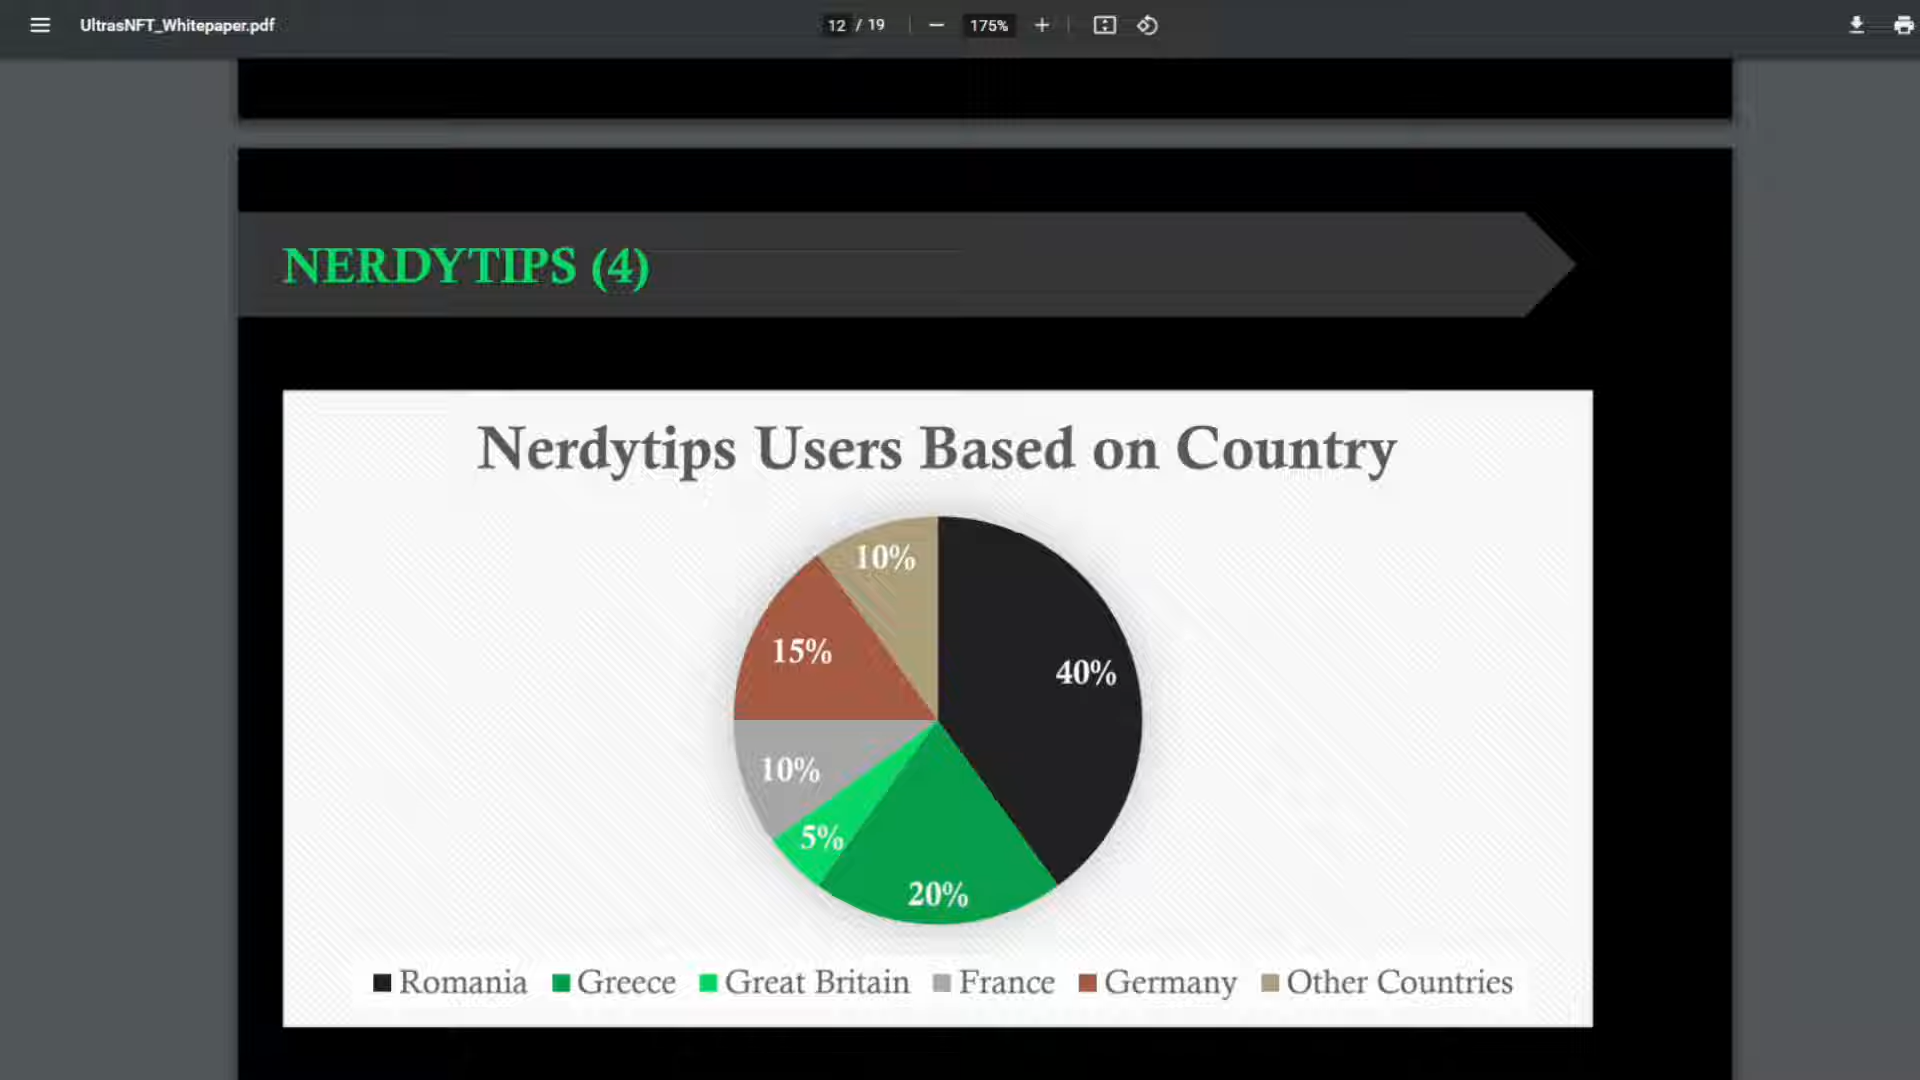 UltrasNFT_Whitepaper.pdf
12 / 19
175%
NERDYTIPS (4)
Nerdytips Users Based on Country
10%
15%
40%
10%
5%
20%
Romania Greece Great Britain France Germany Other Countries